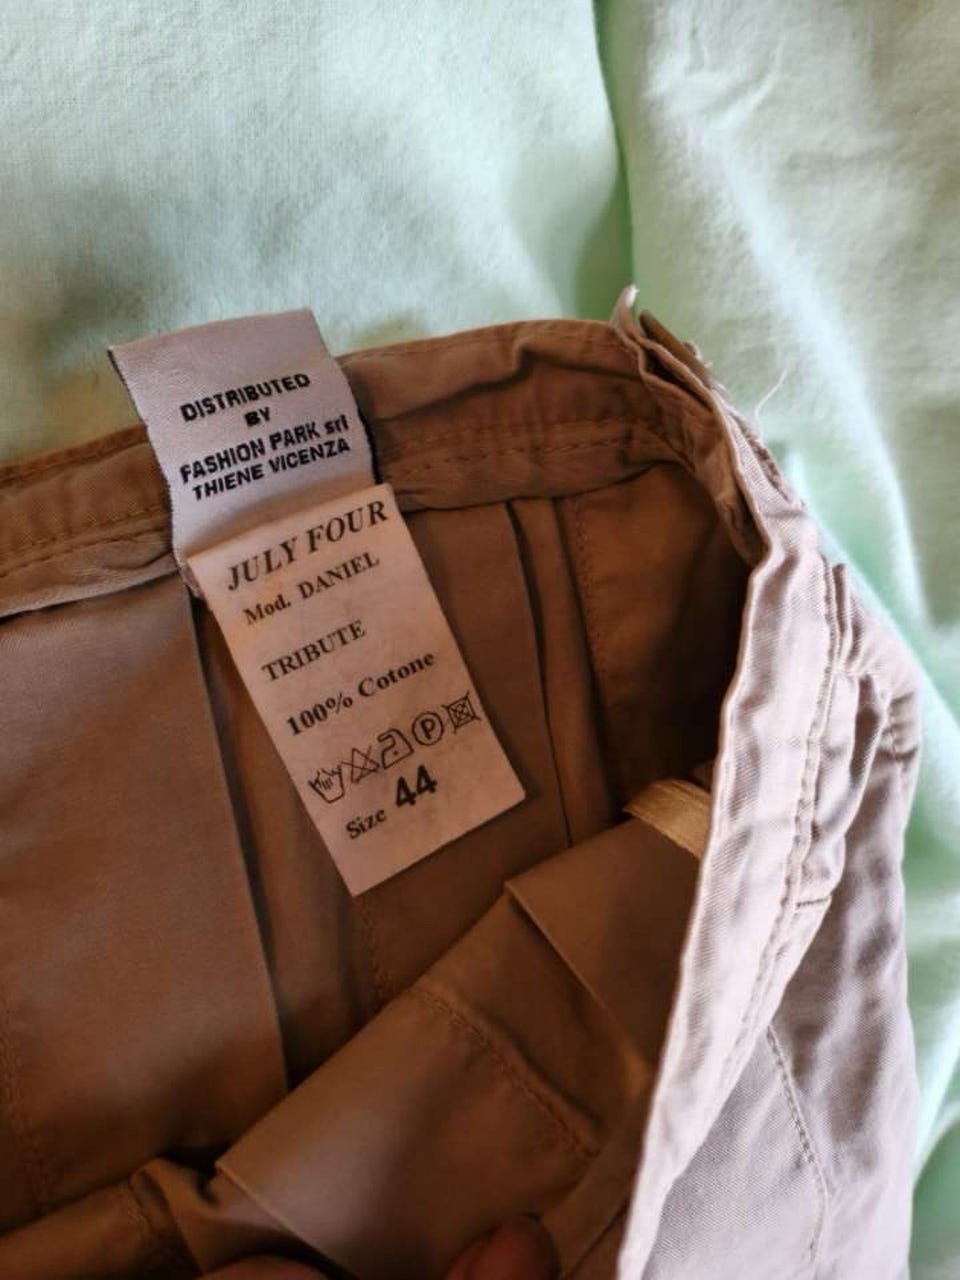 DISTRIBUTED
BY
FASHION PARK srl
THIENE VICENZA
JULY FOUR
Mod. DANIEL
TRIBUTE
100% Cotone
P
Size 44